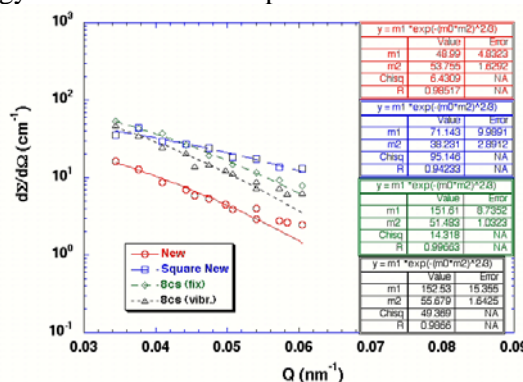 y = m1 *exp(-(m0*m2)^2/3)
Value Error
m1 48.99 4.8323
m2 53.755 1.6292
Chisq 6.4309 NA
R 0.98517 NA
y = m1 *exp(-(m0*m2)^2/3)
Value Error
m1 71.143 9.9891
m2 38.231 2.8912
Chisq 95.146 NA
R 0.94233 NA
y = m1 *exp(-(m0*m2)^2/3)
Value Error
m1 151.61 8.7352
m2 51.483 1.0323
Chisq 14.318 NA
R 0.99663 NA
y = m1 *exp(-(m0*m2)^2/3)
Value Error
m1 152.53 15.355
m2 55.679 1.6425
Chisq 49.369 NA
R 0.9866 NA
dΣ/dΩ (cm⁻¹)
10⁴
10³
10²
10¹
10⁰
10⁻¹
New
Square New
8cs (fix)
8cs (vibr.)
0.03 0.04 0.05 0.06 0.07 0.08 0.09
Q (nm⁻¹)